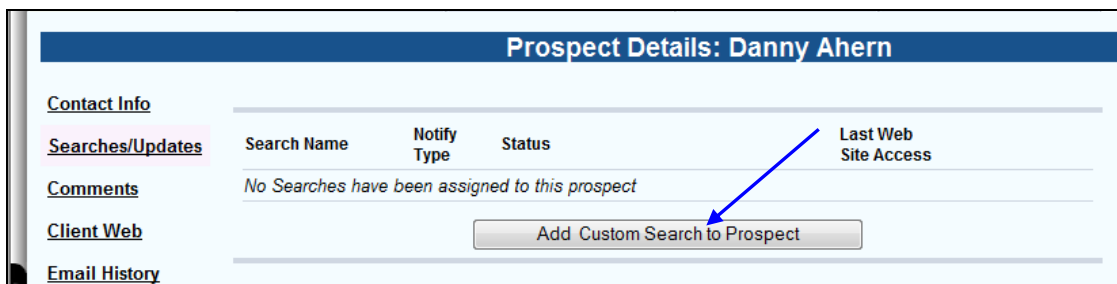 Prospect Details: Danny Ahern
Contact Info
Searches/Updates
Comments
Client Web
Email History
Search Name
Notify
Type
Status
Last Web
Site Access
No Searches have been assigned to this prospect
Add Custom Search to Prospect